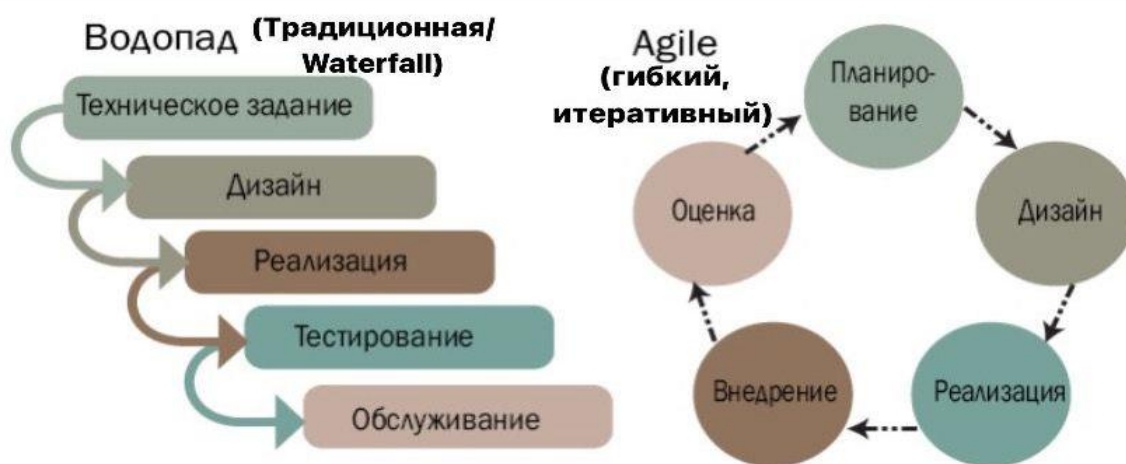 Водопад (Традиционная/
Waterfall)
Техническое задание
Дизайн
Реализация
Тестирование
Обслуживание
Agile
(гибкий,
итеративный)
Планиро-
вание
Дизайн
Реализация
Внедрение
Оценка